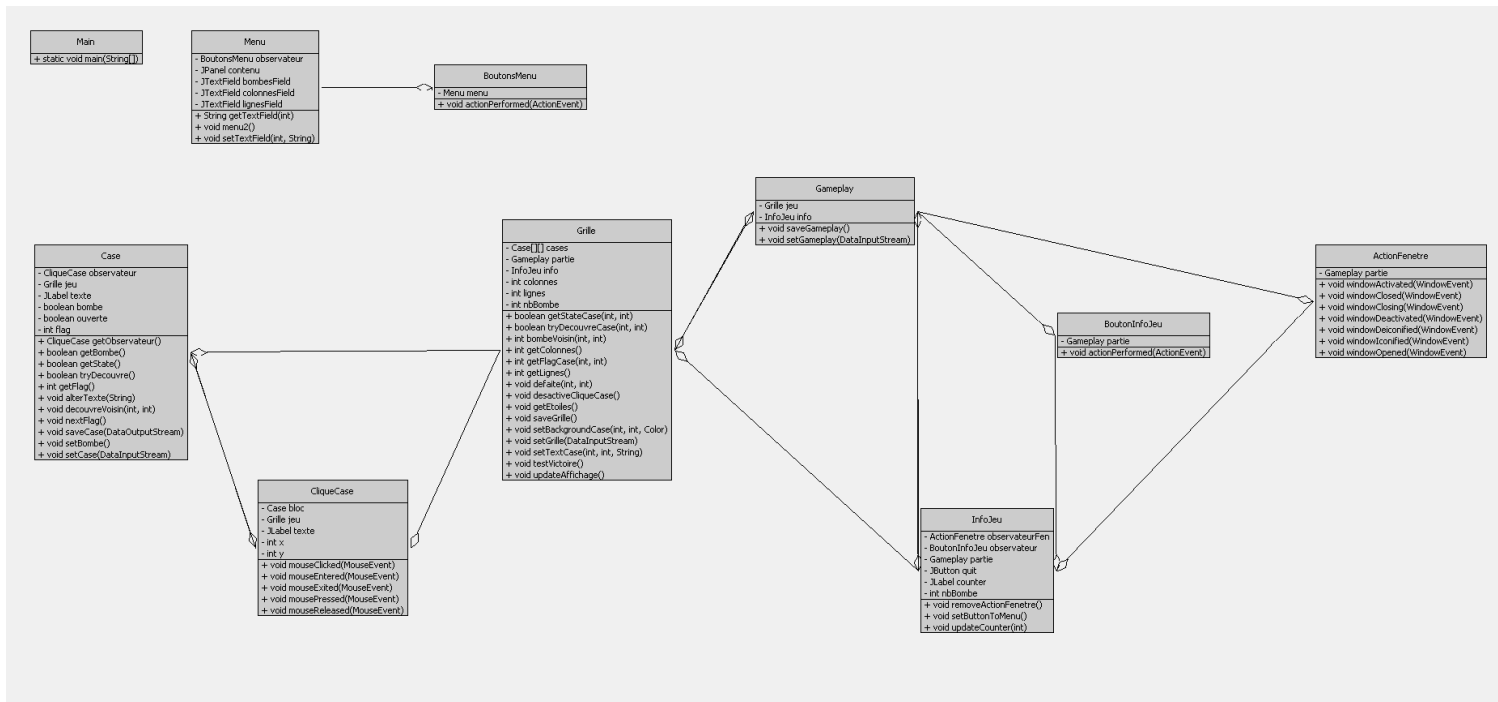 Main
+ static void main(String[])
Menu
- BoutonsMenu observateur
- JPanel contenu
- JTextField bombesField
- JTextField colonnesField
- JTextField lignesField
+ String getTextField(int)
+ void menu2()
+ void setTextField(int, String)
BoutonsMenu
- Menu menu
+ void actionPerformed(ActionEvent)
Case
- CliqueCase observateur
- Grille jeu
- JLabel texte
- boolean bombe
- boolean ouverte
- int flag
+ CliqueCase getObservateur()
+ boolean getBombe()
+ boolean getState()
+ boolean tryDecouvre()
+ int getFlag()
+ void alterTexte(String)
+ void decouvreVoisin(int, int)
+ void nextFlag()
+ void saveCase(DataOutputStream)
+ void setBombe()
+ void setCase(DataInputStream)
CliqueCase
- Case bloc
- Grille jeu
- JLabel texte
- int x
- int y
+ void mouseClicked(MouseEvent)
+ void mouseEntered(MouseEvent)
+ void mouseExited(MouseEvent)
+ void mousePressed(MouseEvent)
+ void mouseReleased(MouseEvent)
Grille
- Case[][] cases
- Gameplay partie
- InfoJeu info
- int colonnes
- int lignes
- int nbBombe
+ boolean getStateCase(int, int)
+ boolean tryDecouvreCase(int, int)
+ int bombeVoisin(int, int)
+ int getColonnes()
+ int getFlagCase(int, int)
+ int getLignes()
+ void defaite(int, int)
+ void desactiveCliqueCase()
+ void getEtoiles()
+ void saveGrille()
+ void setBackgroundCase(int, int, Color)
+ void setGrille(DataInputStream)
+ void setTextCase(int, int, String)
+ void testVictoire()
+ void updateAffichage()
Gameplay
- Grille jeu
- InfoJeu info
+ void saveGameplay()
+ void setGameplay(DataInputStream)
BoutonInfoJeu
- Gameplay partie
+ void actionPerformed(ActionEvent)
ActionFenetre
- Gameplay partie
+ void windowActivated(WindowEvent)
+ void windowClosed(WindowEvent)
+ void windowClosing(WindowEvent)
+ void windowDeactivated(WindowEvent)
+ void windowDeiconified(WindowEvent)
+ void windowIconified(WindowEvent)
+ void windowOpened(WindowEvent)
InfoJeu
- ActionFenetre observateurFen
- BoutonInfoJeu observateur
- Gameplay partie
- JButton quit
- JLabel counter
- int nbBombe
+ void removeActionFenetre()
+ void setButtonToMenu()
+ void updateCounter(int)